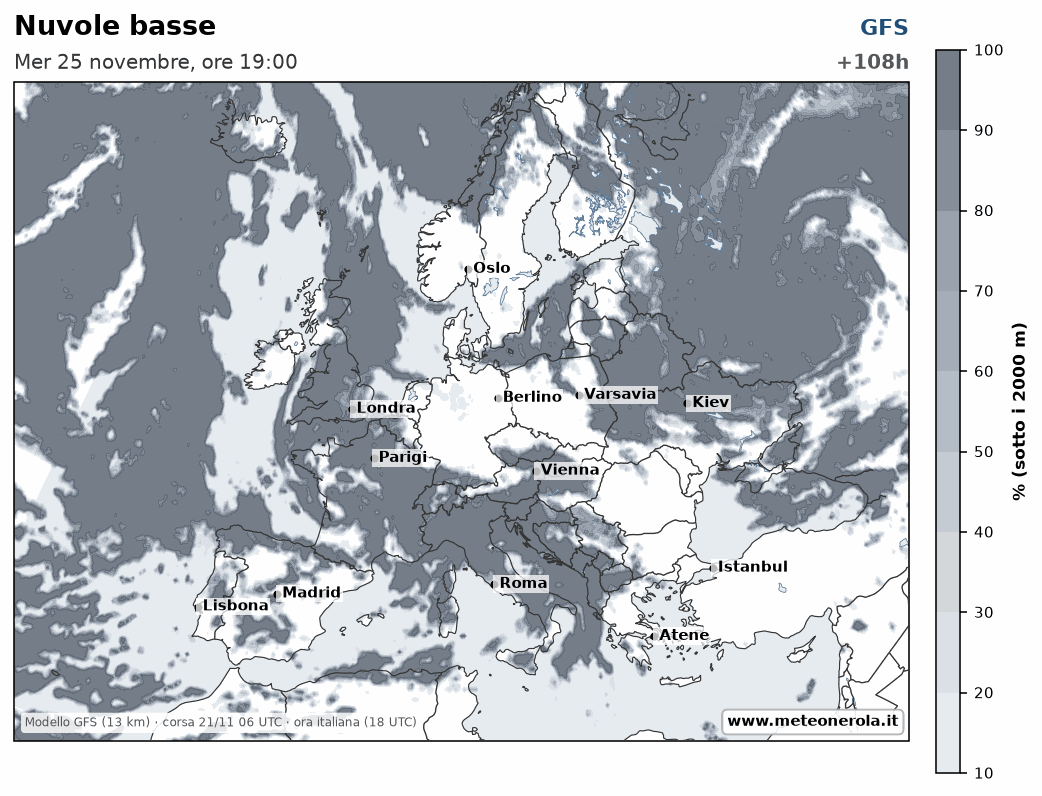 Nuvole basse
GFS
Mer 25 novembre, ore 19:00
+108h
Oslo
Londra
Berlino
Varsavia
Kiev
Parigi
Vienna
Istanbul
Roma
Madrid
Lisbona
Atene
Modello GFS (13 km) · corsa 21/11 06 UTC · ora italiana (18 UTC)
www.meteonerola.it
100
90
80
70
60
50
40
30
20
10
% (sotto i 2000 m)